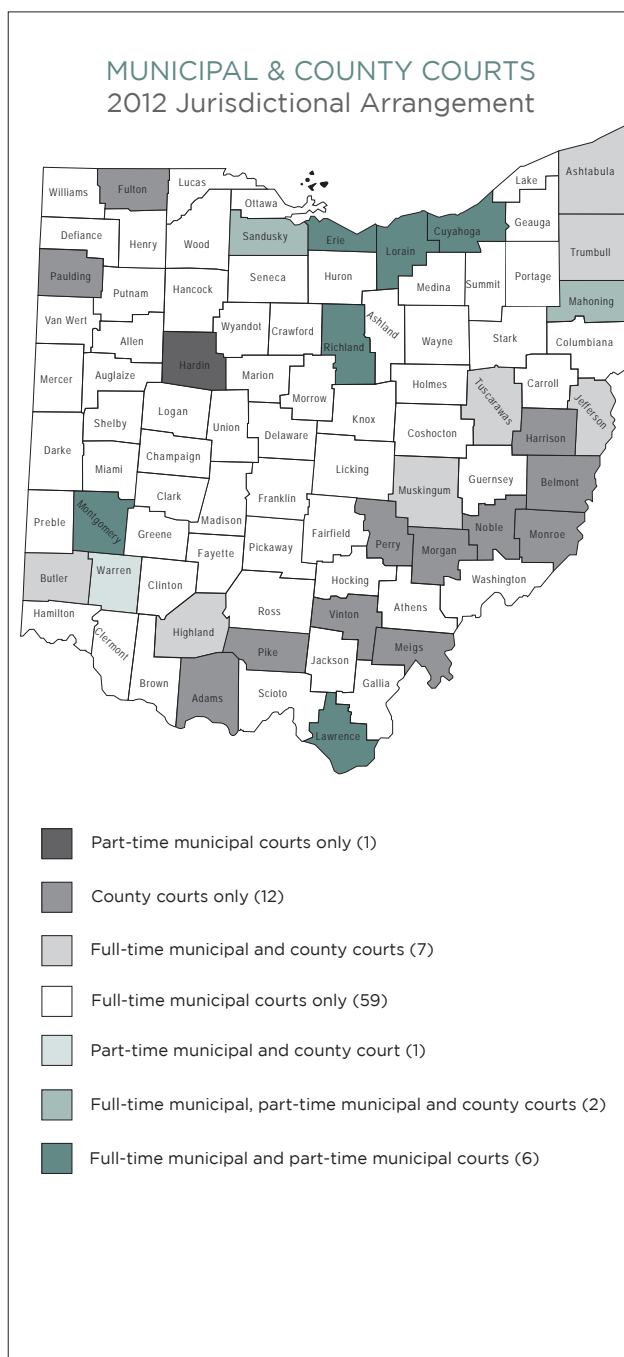 MUNICIPAL & COUNTY COURTS
2012 Jurisdictional Arrangement
Williams
Fulton
Lucas
Ottawa
Lake
Ashtabula
Geauga
Defiance
Henry
Wood
Sandusky
Erie
Lorain
Cuyahoga
Trumbull
Paulding
Putnam
Hancock
Seneca
Huron
Medina
Summit
Portage
Mahoning
Van Wert
Allen
Wyandot
Crawford
Richland
Ashland
Wayne
Stark
Columbiana
Mercer
Auglaize
Hardin
Marion
Morrow
Holmes
Tuscarawas
Carroll
Jefferson
Shelby
Logan
Union
Delaware
Knox
Coshocton
Harrison
Darke
Miami
Champaign
Licking
Muskingum
Guernsey
Belmont
Clark
Madison
Franklin
Preble
Montgomery
Greene
Fayette
Pickaway
Fairfield
Perry
Morgan
Noble
Monroe
Butler
Warren
Clinton
Hocking
Washington
Hamilton
Clermont
Highland
Ross
Vinton
Athens
Brown
Adams
Pike
Scioto
Jackson
Gallia
Meigs
Lawrence
Part-time municipal courts only (1)
County courts only (12)
Full-time municipal and county courts (7)
Full-time municipal courts only (59)
Part-time municipal and county court (1)
Full-time municipal, part-time municipal and county courts (2)
Full-time municipal and part-time municipal courts (6)